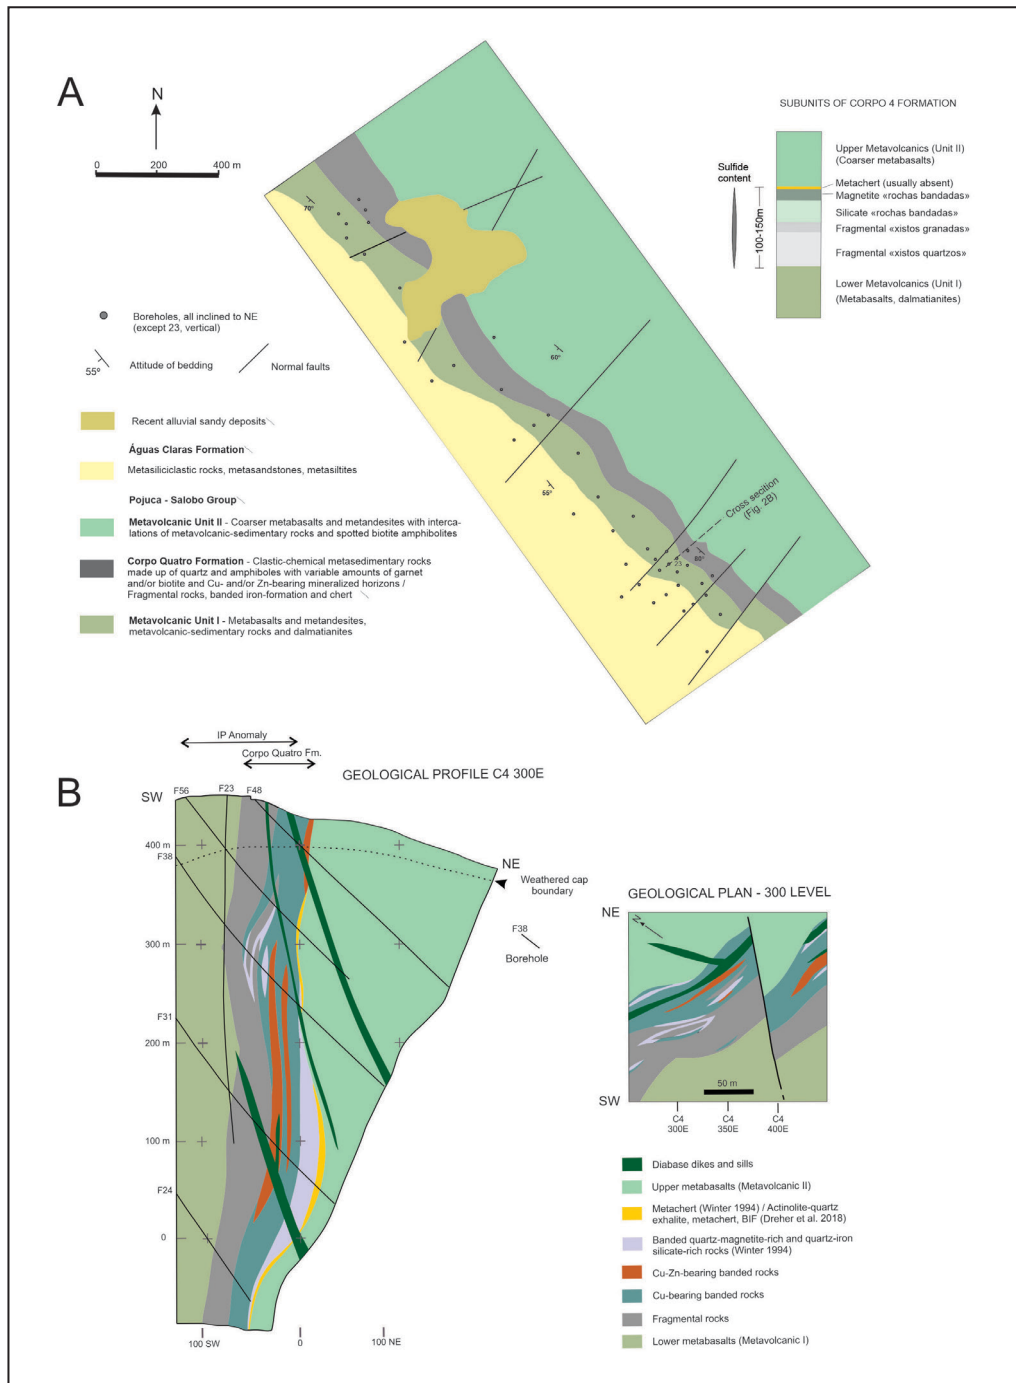 A
N
0
200
400 m
SUBUNITS OF CORPO 4 FORMATION
Sulfide
content
100-150m
Upper Metavolcanics (Unit II)
(Coarser metabasalts)
Metachert (usually absent)
Magnetite «rochas bandadas»
Silicate «rochas bandadas»
Fragmental «xistos granadas»
Fragmental «xistos quartzos»
Lower Metavolcanics (Unit I)
(Metabasalts, dalmatianites)
70°
60°
55°
80°
23
Cross secition
(Fig. 2B)
Boreholes, all inclined to NE
(except 23, vertical)
55°
Attitude of bedding
Normal faults
Recent alluvial sandy deposits
Águas Claras Formation
Metasiliciclastic rocks, metasandstones, metasiltites
Pojuca - Salobo Group
Metavolcanic Unit II - Coarser metabasalts and metandesites with interca-
lations of metavolcanic-sedimentary rocks and spotted biotite amphibolites
Corpo Quatro Formation - Clastic-chemical metasedimentary rocks
made up of quartz and amphiboles with variable amounts of garnet
and/or biotite and Cu- and/or Zn-bearing mineralized horizons /
Fragmental rocks, banded iron-formation and chert
Metavolcanic Unit I - Metabasalts and metandesites,
metavolcanic-sedimentary rocks and dalmatianites
B
IP Anomaly
Corpo Quatro Fm.
GEOLOGICAL PROFILE C4 300E
SW
F56
F23
F48
400 m
F38
NE
Weathered cap
boundary
F38
Borehole
300 m
F31
200 m
100 m
F24
0
100 SW
0
100 NE
GEOLOGICAL PLAN - 300 LEVEL
NE
N
SW
50 m
C4
300E
C4
350E
C4
400E
Diabase dikes and sills
Upper metabasalts (Metavolcanic II)
Metachert (Winter 1994) / Actinolite-quartz
exhalite, metachert, BIF (Dreher et al. 2018)
Banded quartz-magnetite-rich and quartz-iron
silicate-rich rocks (Winter 1994)
Cu-Zn-bearing banded rocks
Cu-bearing banded rocks
Fragmental rocks
Lower metabasalts (Metavolcanic I)